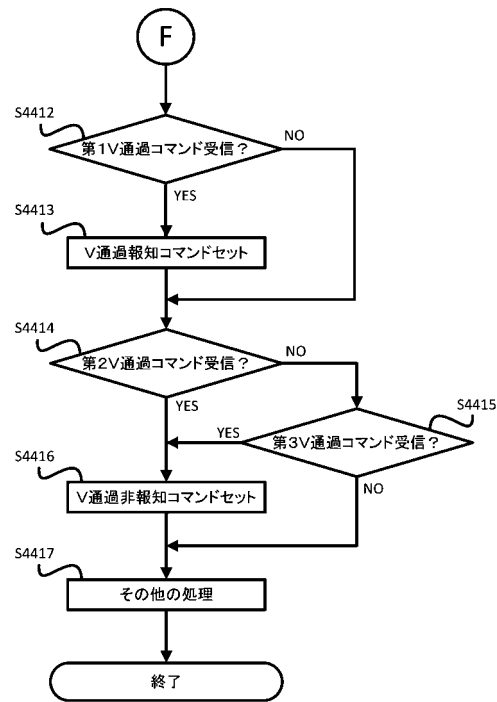 F
S4412
第1V通過コマンド受信？
NO
YES
S4413
V通過報知コマンドセット
S4414
第2V通過コマンド受信？
NO
YES
S4415
第3V通過コマンド受信？
YES
NO
S4416
V通過非報知コマンドセット
S4417
その他の処理
終了